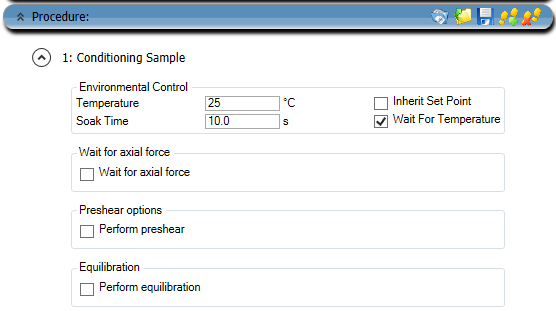 Procedure:
1: Conditioning Sample
Environmental Control
Temperature 25 °C Inherit Set Point
Soak Time 10.0 s Wait For Temperature
Wait for axial force
Wait for axial force
Preshear options
Perform preshear
Equilibration
Perform equilibration